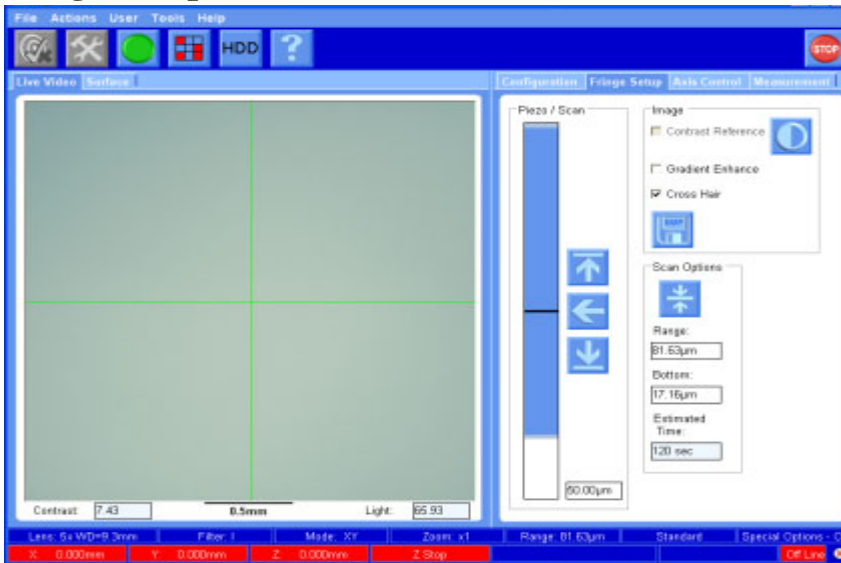 File Actions User Tools Help
HDD ? STOP
Live Video Surface
Configuration Fringe Setup Axis Control Measurement
Piezo / Scan
Image
Contrast Reference
Gradient Enhance
Cross Hair
Scan Options
Range:
81.63µm
Bottom:
17.16µm
Estimated
Time:
120 sec
50.00µm
Contrast: 7.43 0.5mm Light: 65.93
Lens: 5x WD=9.3mm Filter: I Mode: XY Zoom: x1 Range: 81.63µm Standard Special Options -
X: 0.000mm Y: 0.000mm Z: 0.000mm Z Stop Off Line